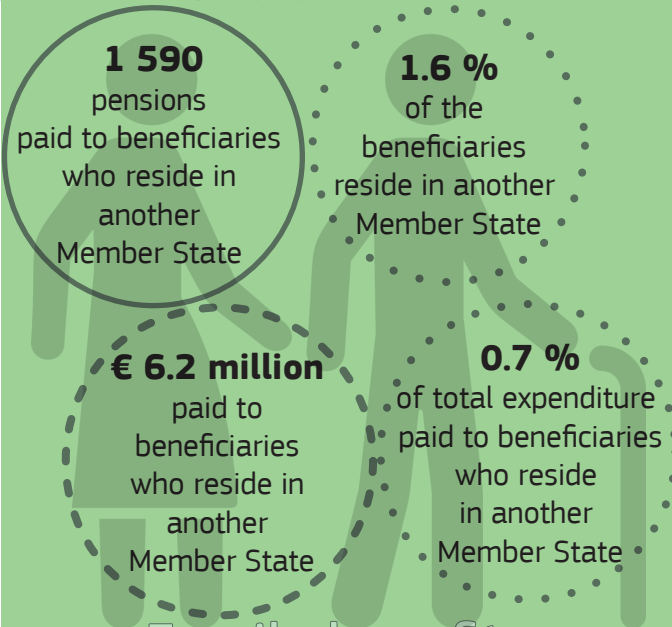 1 590
pensions
paid to beneficiaries
who reside in
another
Member State
1.6 %
of the
beneficiaries
reside in another
Member State
€ 6.2 million
paid to
beneficiaries
who reside in
another
Member State
0.7 %
of total expenditure
paid to beneficiaries
who reside
in another
Member State